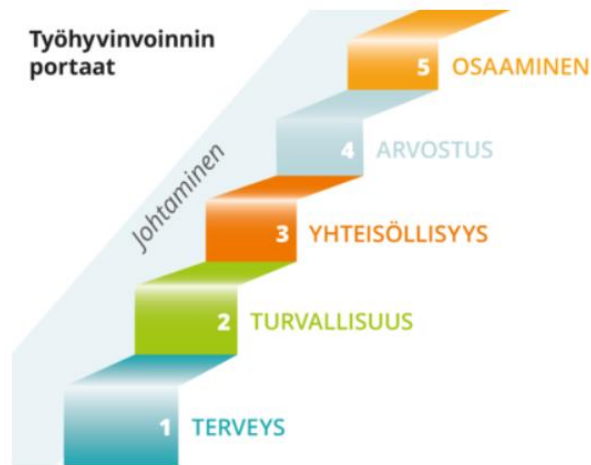 Työhyvinvoinnin
portaat
5 OSAAMINEN
4 ARVOSTUS
Johtaminen
3 YHTEISÖLLISYYS
2 TURVALLISUUS
1 TERVEYS